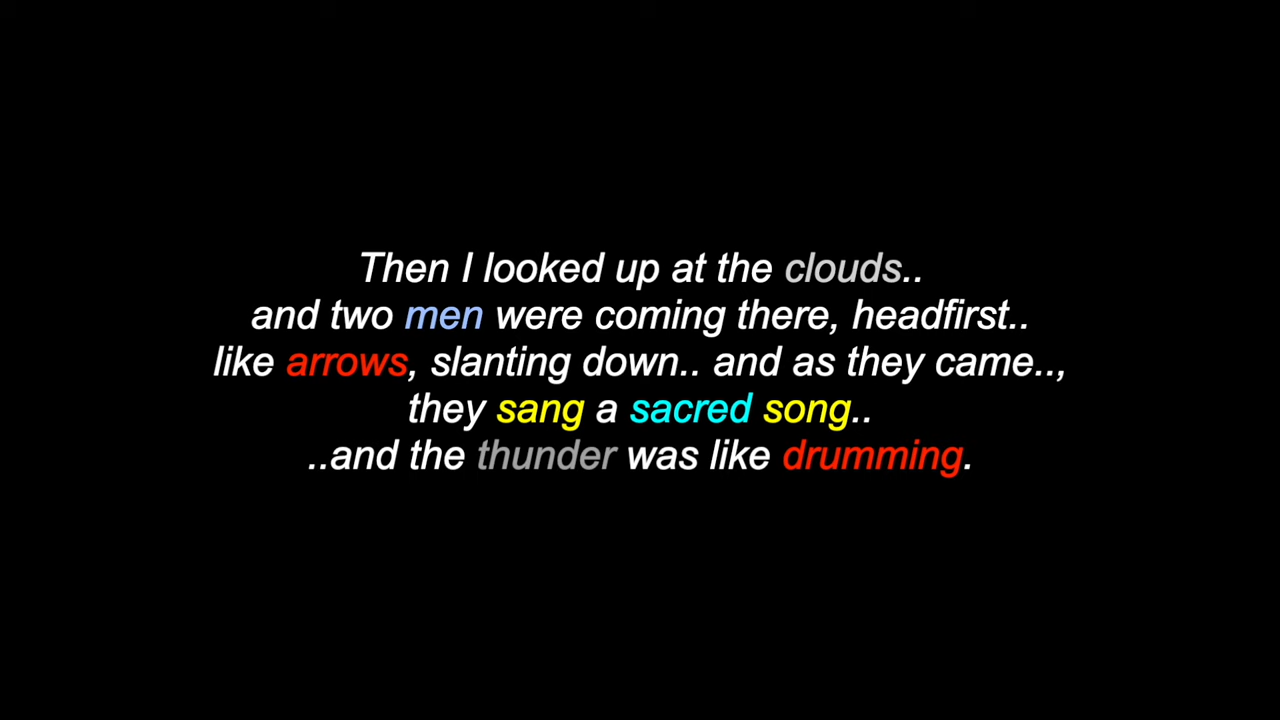 Then I looked up at the clouds..
and two men were coming there, headfirst..
like arrows, slanting down.. and as they came..,
they sang a sacred song..
..and the thunder was like drumming.